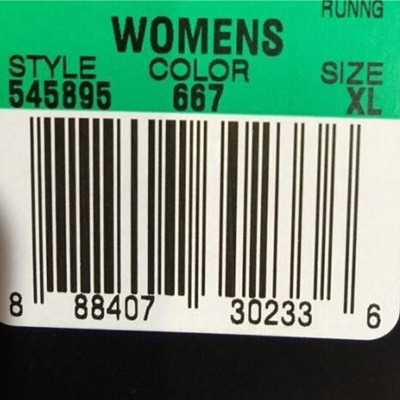 RUNNG
WOMENS
STYLE COLOR SIZE
545895 667 XL
8 88407 30233 6